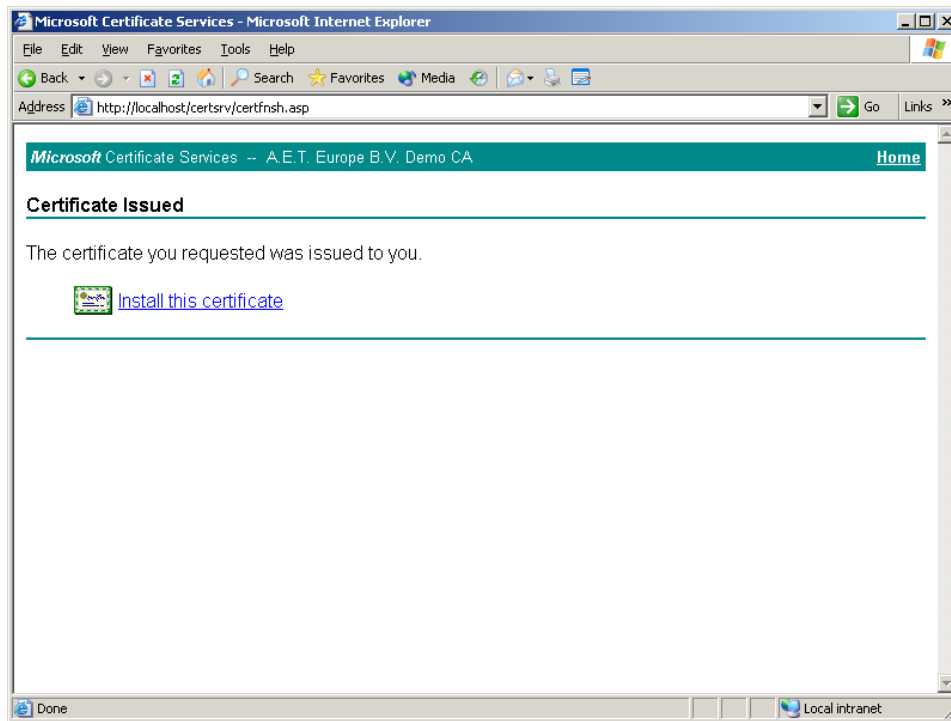 Microsoft Certificate Services - Microsoft Internet Explorer
File Edit View Favorites Tools Help
Back Search Favorites Media
Address http://localhost/certsrv/certfnsh.asp Go Links »
Microsoft Certificate Services -- A.E.T. Europe B.V. Demo CA Home
Certificate Issued
The certificate you requested was issued to you.
Install this certificate
Done Local intranet